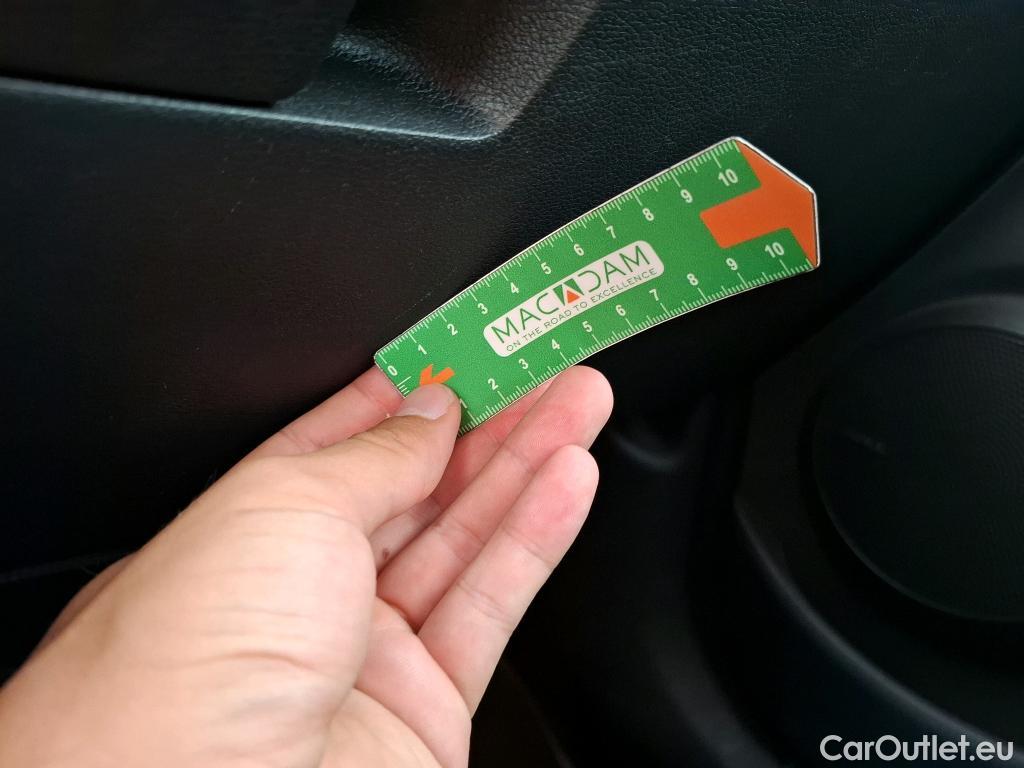 0 1 2 3 4 5 6 7 8 9 10
MACADAM
ON THE ROAD TO EXCELLENCE
2 3 4 5 6 7 8 9 10
CarOutlet.eu